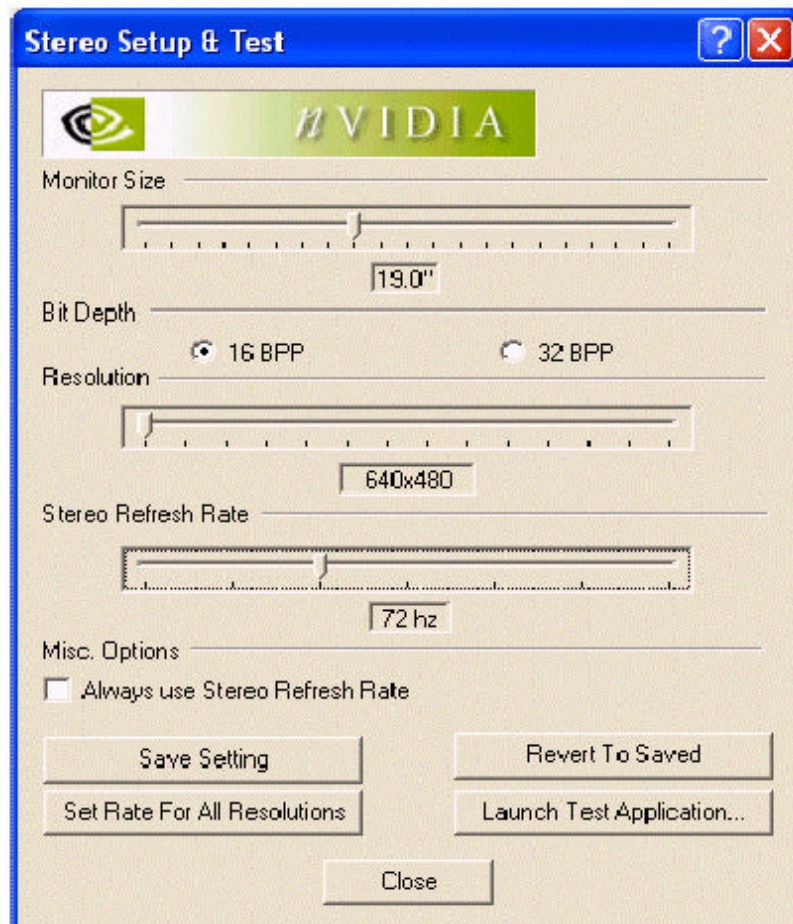 Stereo Setup & Test
nVIDIA
Monitor Size
19.0"
Bit Depth
16 BPP
32 BPP
Resolution
640x480
Stereo Refresh Rate
72 hz
Misc. Options
Always use Stereo Refresh Rate
Save Setting
Revert To Saved
Set Rate For All Resolutions
Launch Test Application...
Close